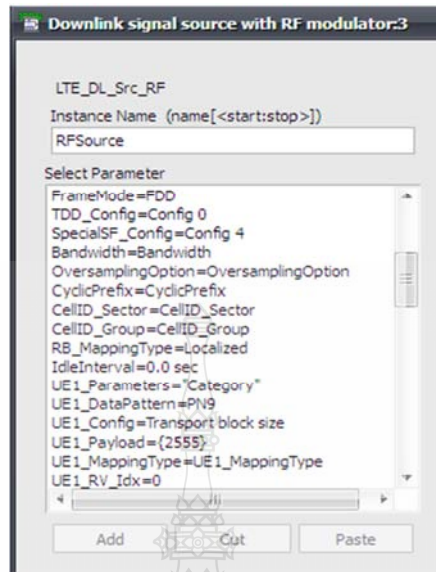 Downlink signal source with RF modulator:3
LTE_DL_Src_RF
Instance Name (name[<start:stop>])
RFSource
Select Parameter
FrameMode=FDD
TDD_Config=Config 0
SpecialSF_Config=Config 4
Bandwidth=Bandwidth
OversamplingOption=OversamplingOption
CyclicPrefix=CyclicPrefix
CellID_Sector=CellID_Sector
CellID_Group=CellID_Group
RB_MappingType=Localized
IdleInterval=0.0 sec
UE1_Parameters="Category"
UE1_DataPattern=PN9
UE1_Config=Transport block size
UE1_Payload={2555}
UE1_MappingType=UE1_MappingType
UE1_RV_Idx=0
Add Cut Paste